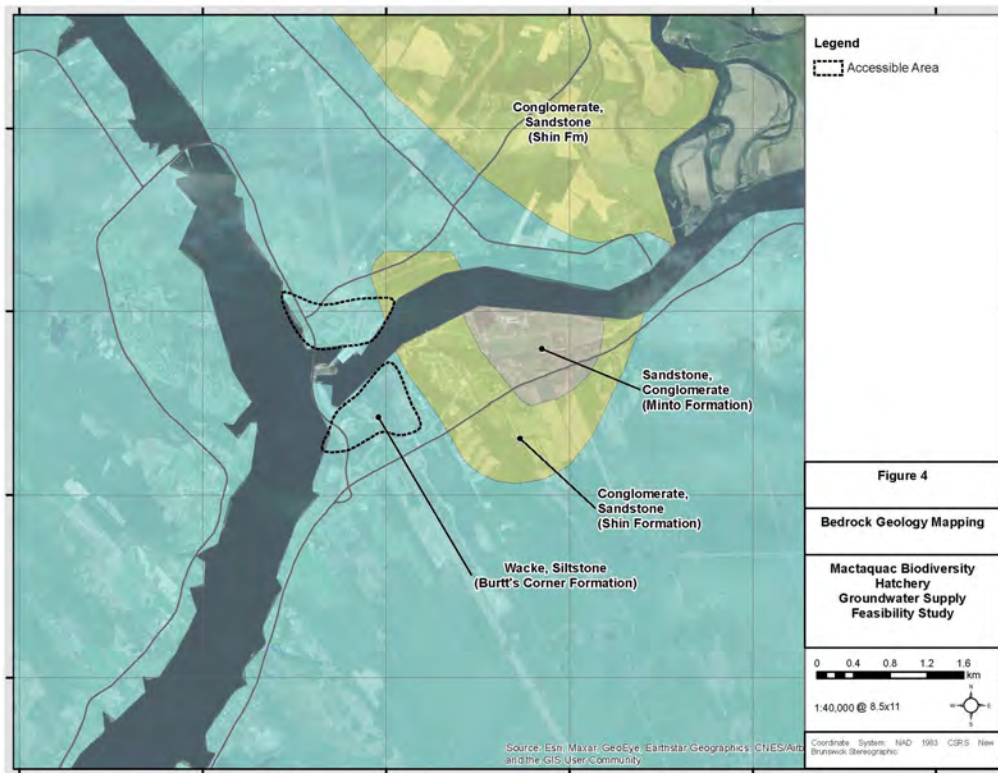 Conglomerate,
Sandstone
(Shin Fm)
Sandstone,
Conglomerate
(Minto Formation)
Conglomerate,
Sandstone
(Shin Formation)
Wacke, Siltstone
(Burtt's Corner Formation)
Source: Esri, Maxar, GeoEye, Earthstar Geographics, CNES/Airb
and the GIS User Community
Legend
Accessible Area
Figure 4
Bedrock Geology Mapping
Mactaquac Biodiversity
Hatchery
Groundwater Supply
Feasibility Study
0 0.4 0.8 1.2 1.6
km
1:40,000 @ 8.5x11
N
W E
S
Coordinate System: NAD 1983 CSRS New
Brunswick Stereographic